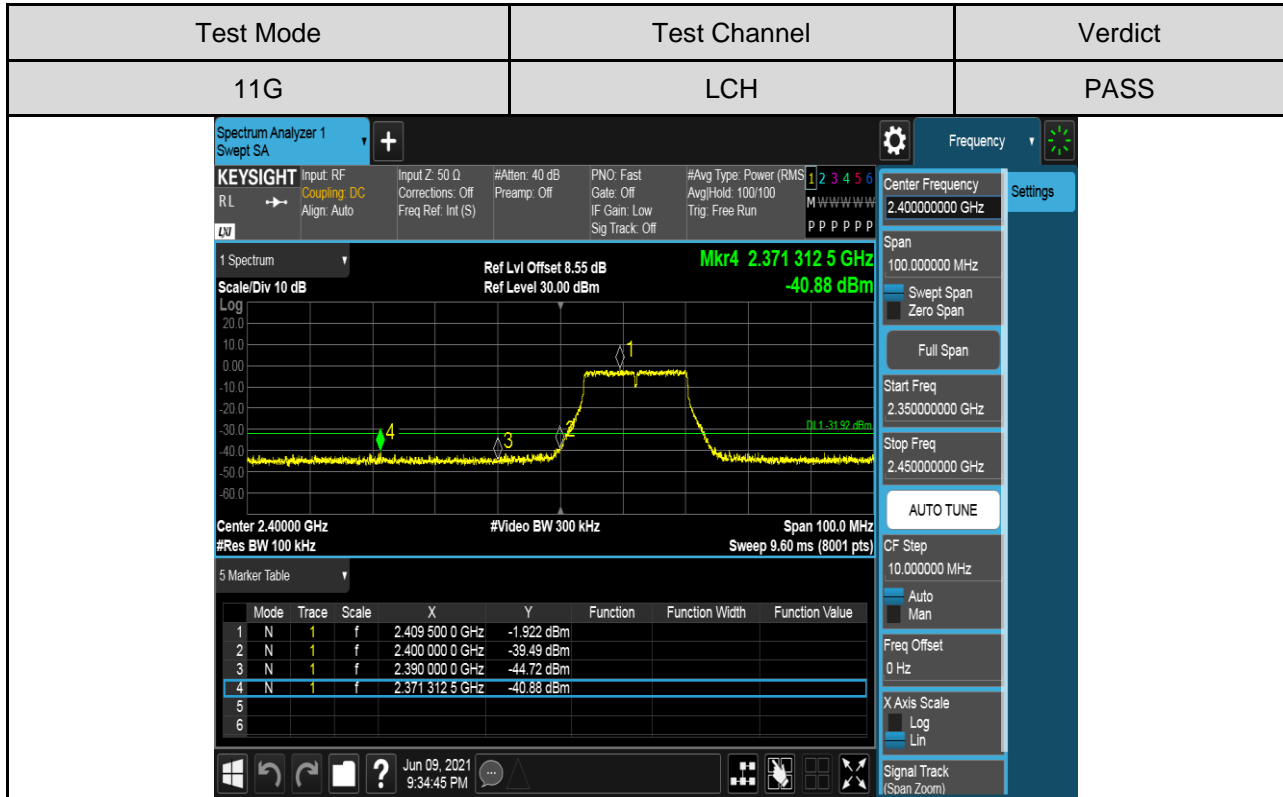 Test Mode Test Channel Verdict
11G LCH PASS
Spectrum Analyzer 1
Swept SA
+
Frequency
KEYSIGHT Input: RF Input Z: 50 Ω #Atten: 40 dB PNO: Fast #Avg Type: Power (RMS 1 2 3 4 5 6
RL Coupling: DC Corrections: Off Preamp: Off Gate: Off Avg|Hold: 100/100 M W W W W W
Align: Auto Freq Ref: Int (S) IF Gain: Low Trig: Free Run
LXI Sig Track: Off P P P P P P
Center Frequency Settings
2.400000000 GHz
1 Spectrum Ref Lvl Offset 8.55 dB Mkr4 2.371 312 5 GHz
Scale/Div 10 dB Ref Level 30.00 dBm -40.88 dBm
Log
20.0
10.0
0.00
-10.0
-20.0
-30.0
-40.0
-50.0
-60.0
1
2
3
4
DL1 -31.92 dBm
Center 2.40000 GHz #Video BW 300 kHz Span 100.0 MHz
#Res BW 100 kHz Sweep 9.60 ms (8001 pts)
5 Marker Table
Mode Trace Scale X Y Function Function Width Function Value
1 N 1 f 2.409 500 0 GHz -1.922 dBm
2 N 1 f 2.400 000 0 GHz -39.49 dBm
3 N 1 f 2.390 000 0 GHz -44.72 dBm
4 N 1 f 2.371 312 5 GHz -40.88 dBm
5
6
Span
100.000000 MHz
Swept Span
Zero Span
Full Span
Start Freq
2.350000000 GHz
Stop Freq
2.450000000 GHz
AUTO TUNE
CF Step
10.000000 MHz
Auto
Man
Freq Offset
0 Hz
X Axis Scale
Log
Lin
Signal Track
(Span Zoom)
?
Jun 09, 2021
9:34:45 PM